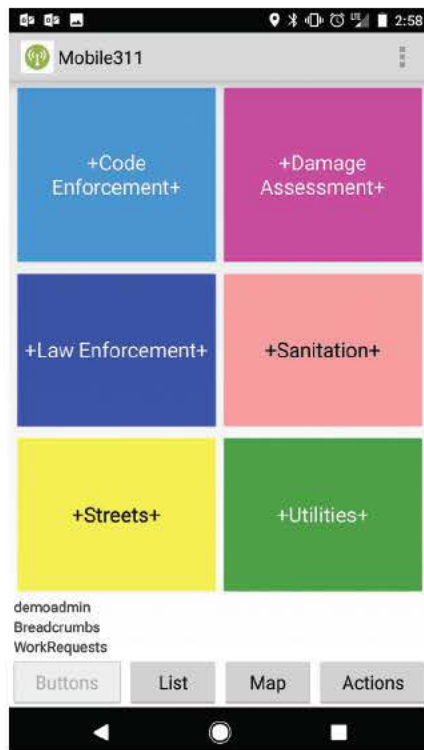 LTE 2:58
Mobile311
+Code
Enforcement+
+Damage
Assessment+
+Law Enforcement+
+Sanitation+
+Streets+
+Utilities+
demoadmin
Breadcrumbs
WorkRequests
Buttons List Map Actions